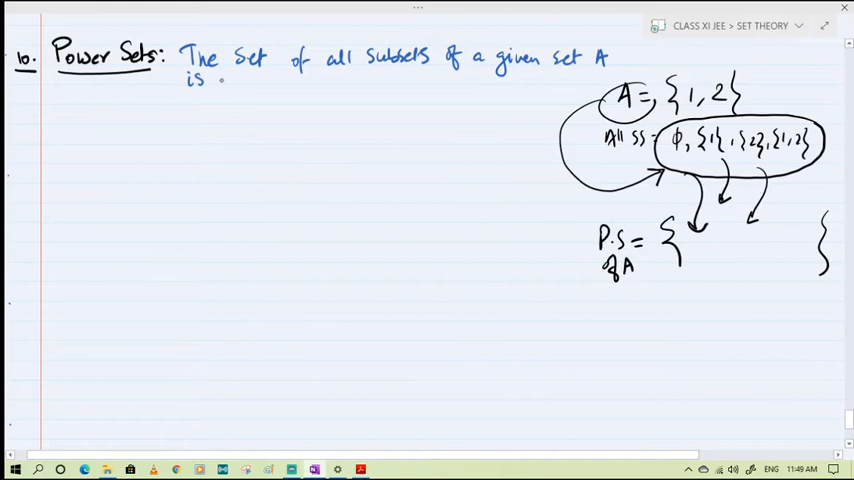 CLASS XI JEE > SET THEORY
10. Power Sets: The set of all subsets of a given set A
is
A = {1, 2}
All SS = φ, {1}, {2}, {1,2}
P.S = { }
of A
ENG 11:49 AM